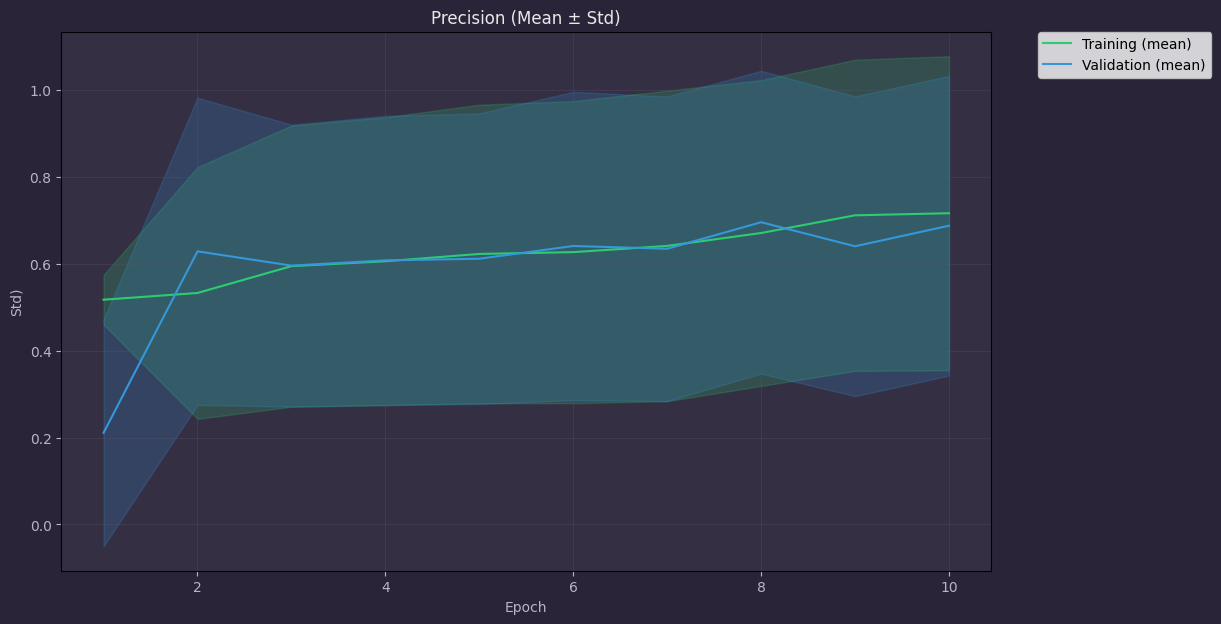 Precision (Mean ± Std)
Training (mean)
Validation (mean)
1.0
0.8
0.6
0.4
0.2
0.0
Std)
2 4 6 8 10
Epoch